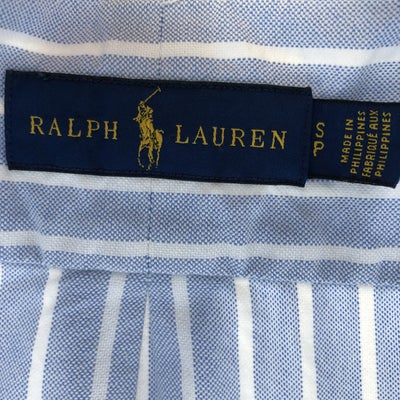 RALPH LAUREN
S
P
MADE IN
PHILIPPINES
FABRIQUÉ AUX
PHILIPPINES